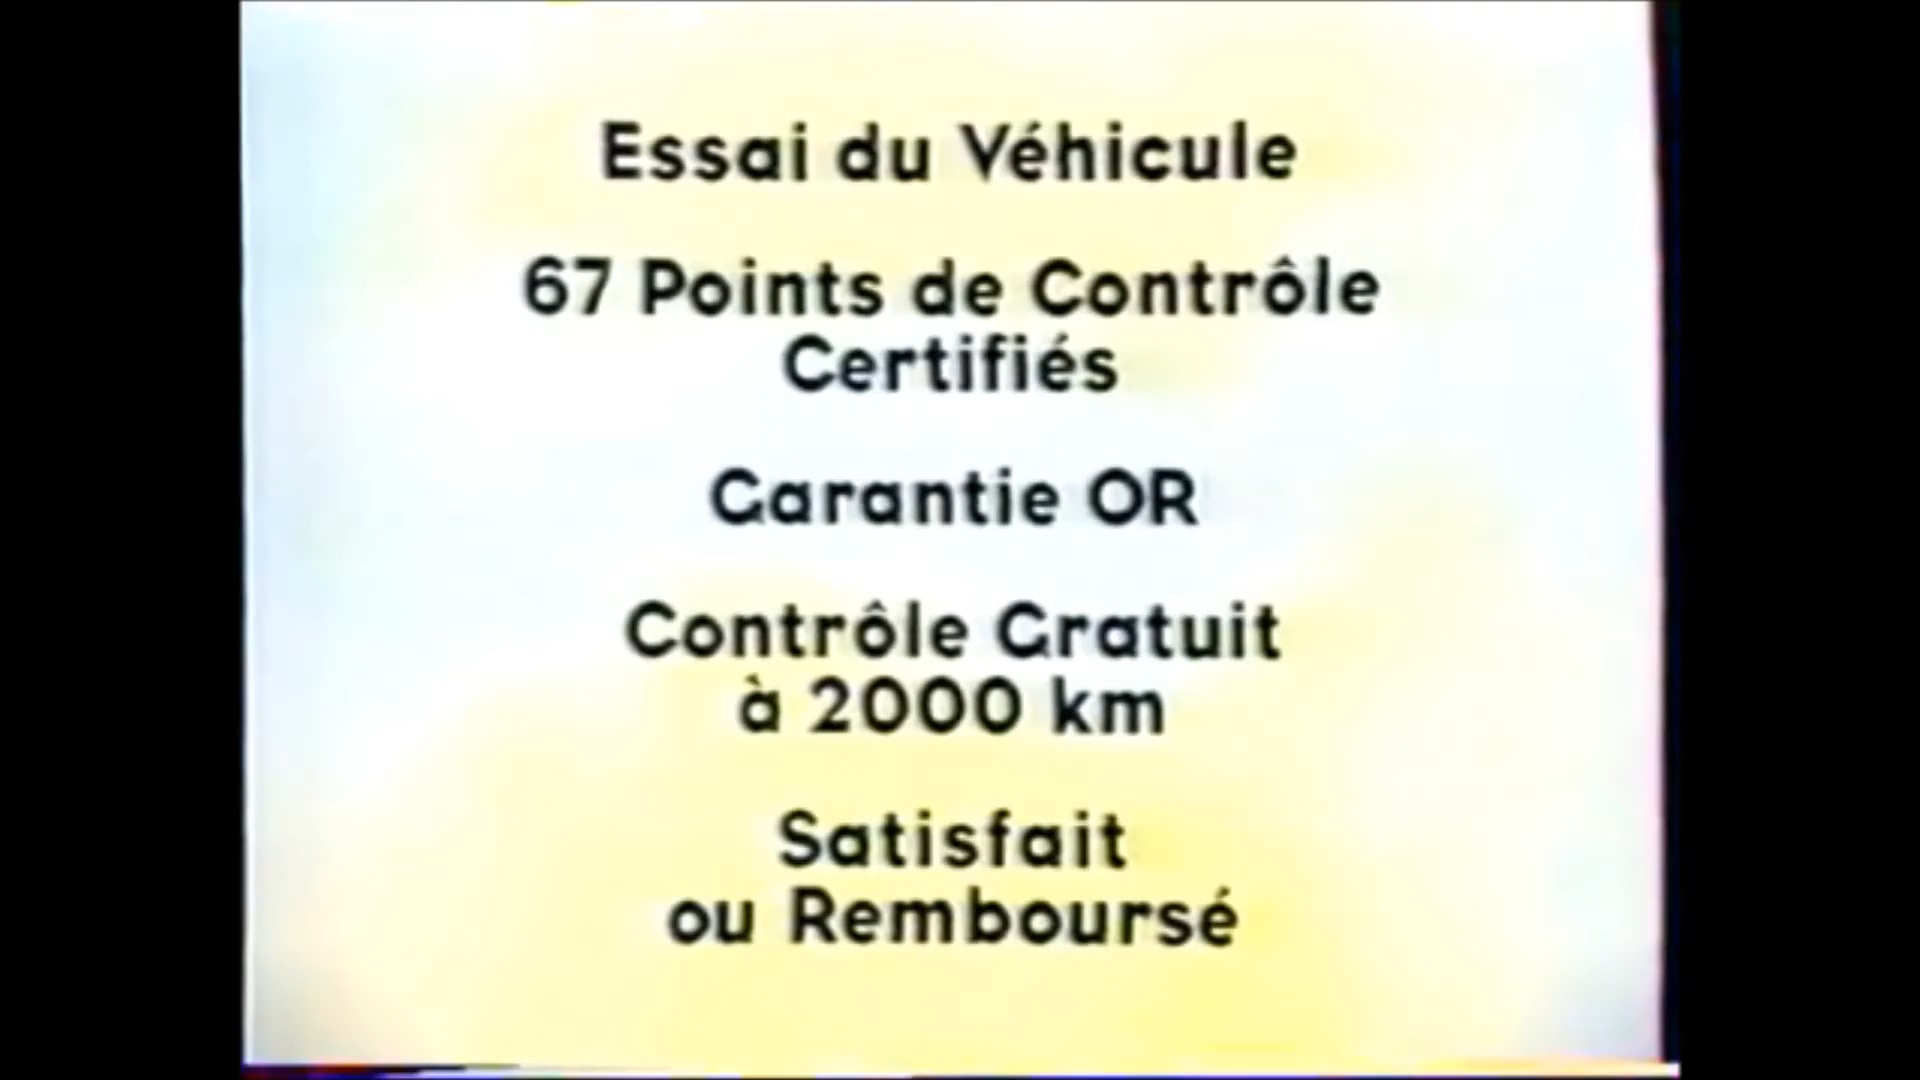 Essai du Véhicule
67 Points de Contrôle
Certifiés
Garantie OR
Contrôle Gratuit
à 2000 km
Satisfait
ou Remboursé